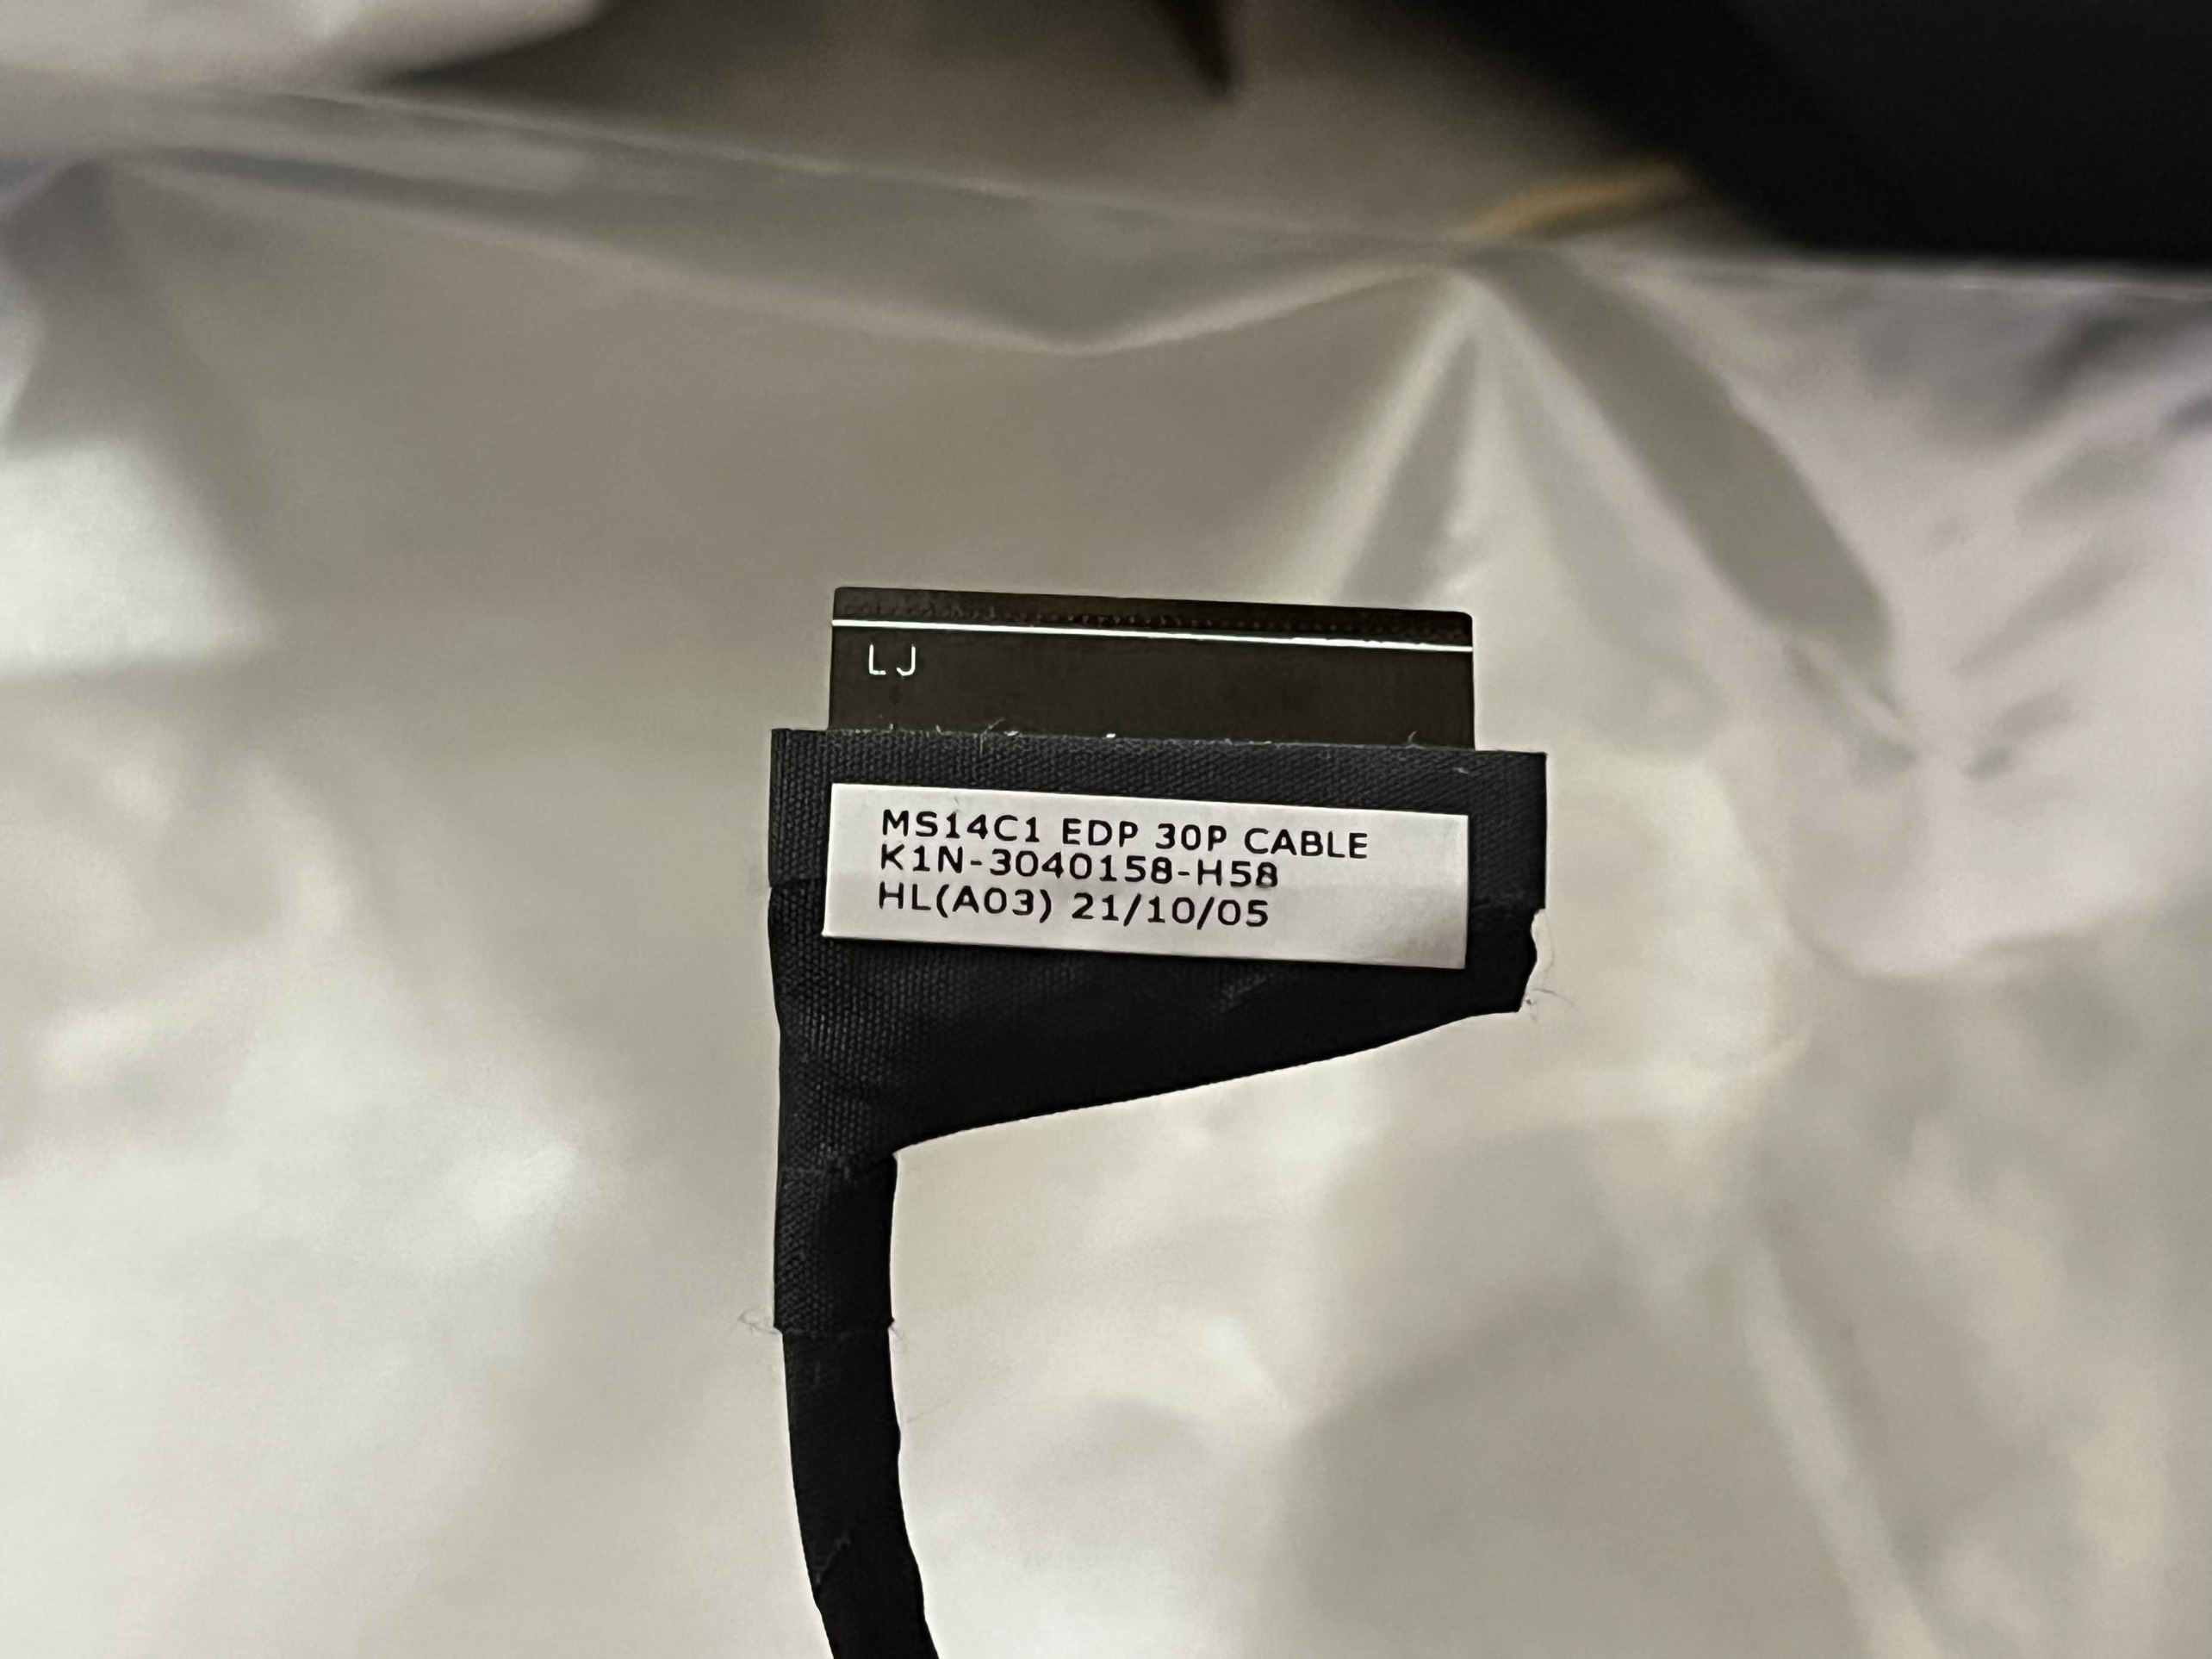 LJ
MS14C1 EDP 30P CABLE
K1N-3040158-H58
HL(A03) 21/10/05